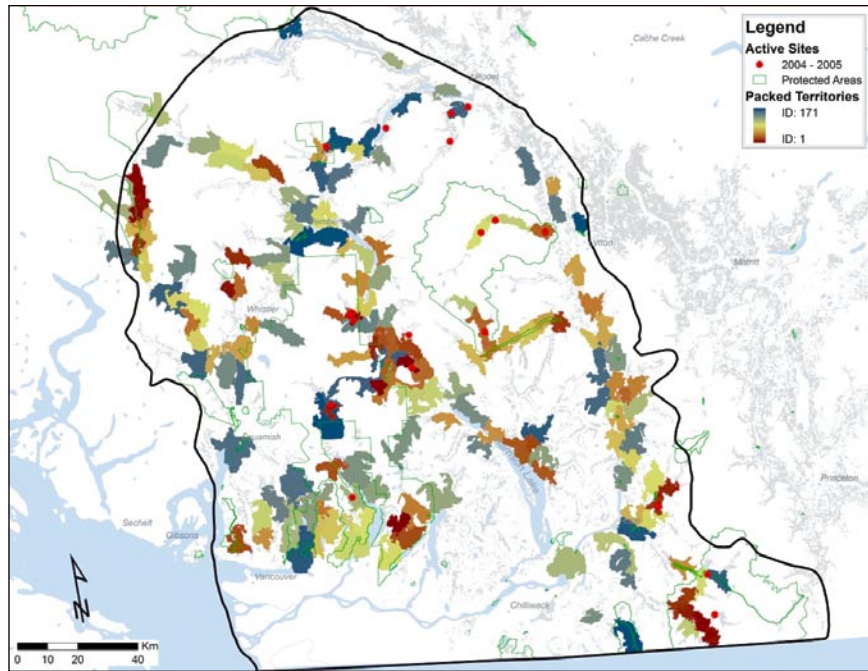 Legend
Active Sites
2004 - 2005
Protected Areas
Packed Territories
ID: 171
ID: 1
Cache Creek
Lillooet
Lytton
Merritt
Whistler
Squamish
Princeton
Sechelt
Gibsons
Vancouver
Chilliwack
N
Km
0 10 20 40